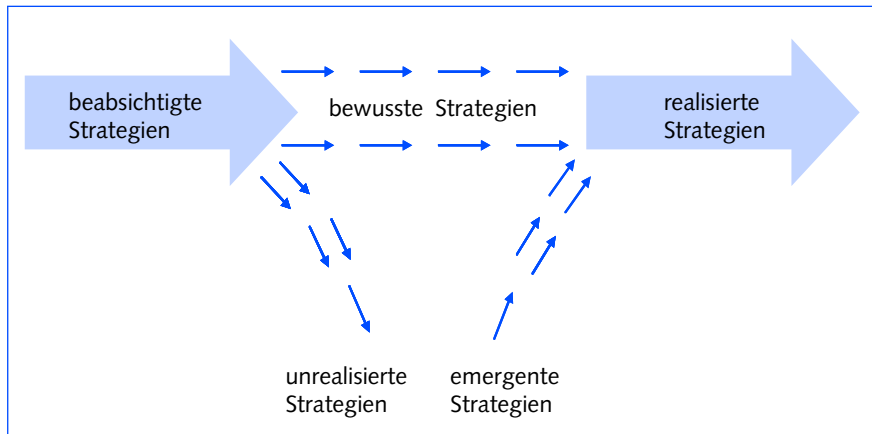 beabsichtigte
Strategien
bewusste Strategien
realisierte
Strategien
unrealisierte
Strategien
emergente
Strategien